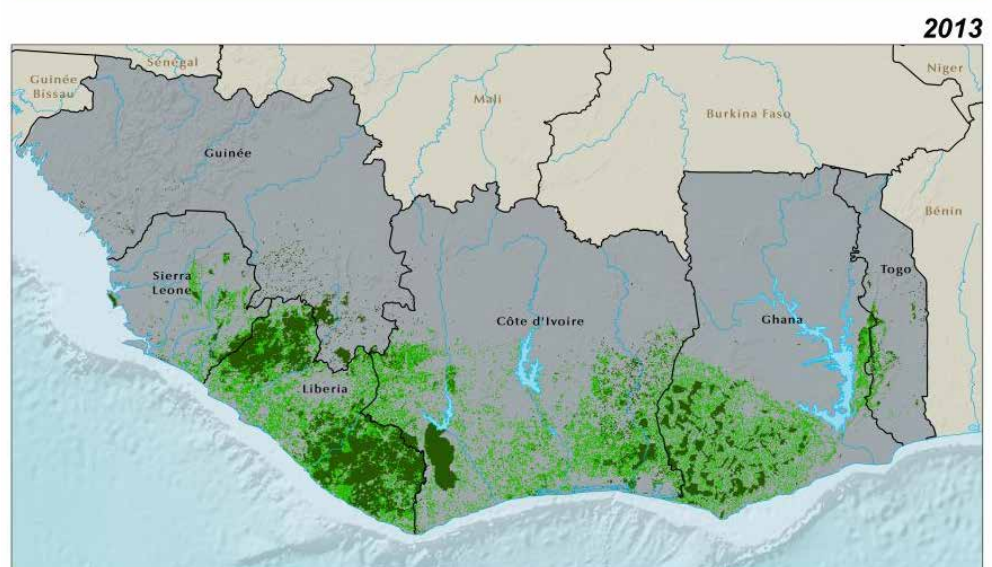 2013
Sénégal
Niger
Guinée
Bissau
Mali
Burkina Faso
Guinée
Bénin
Togo
Sierra
Leone
Côte d'Ivoire
Ghana
Liberia